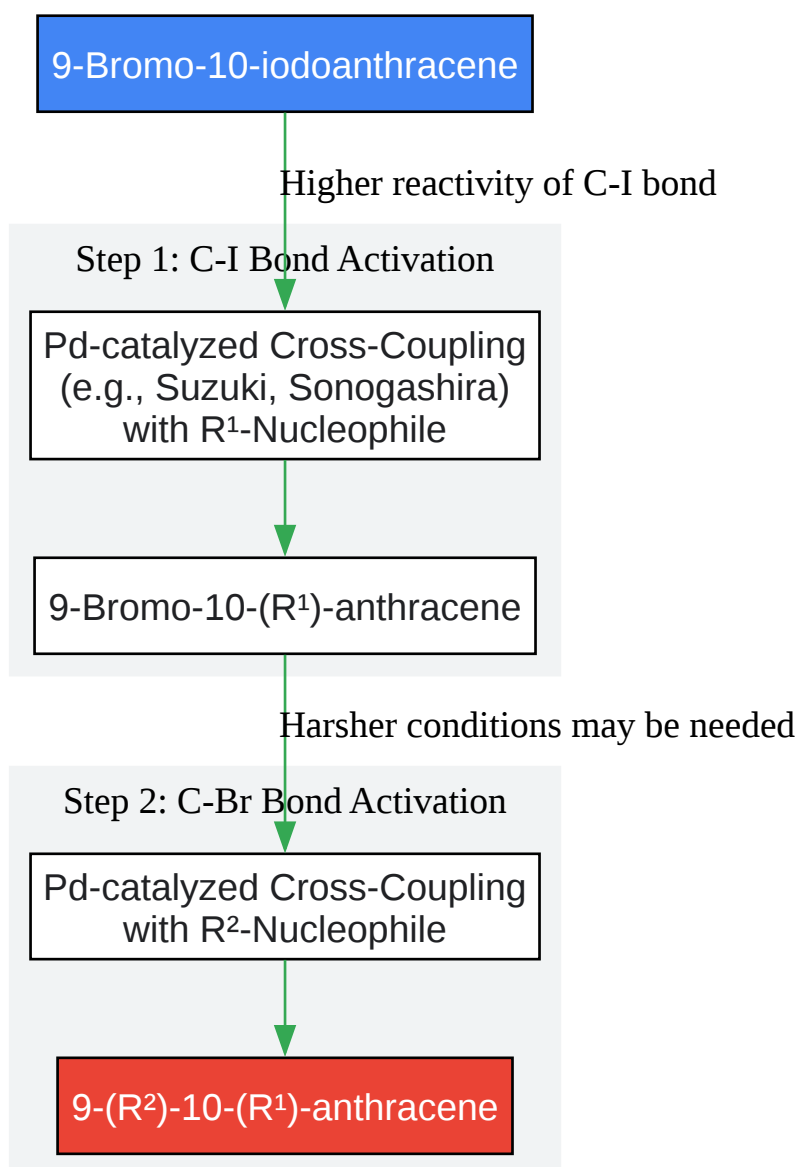 9-Bromo-10-iodoanthracene
Higher reactivity of C-I bond
Step 1: C-I Bond Activation
Pd-catalyzed Cross-Coupling
(e.g., Suzuki, Sonogashira)
with R¹-Nucleophile
9-Bromo-10-(R¹)-anthracene
Harsher conditions may be needed
Step 2: C-Br Bond Activation
Pd-catalyzed Cross-Coupling
with R²-Nucleophile
9-(R²)-10-(R¹)-anthracene